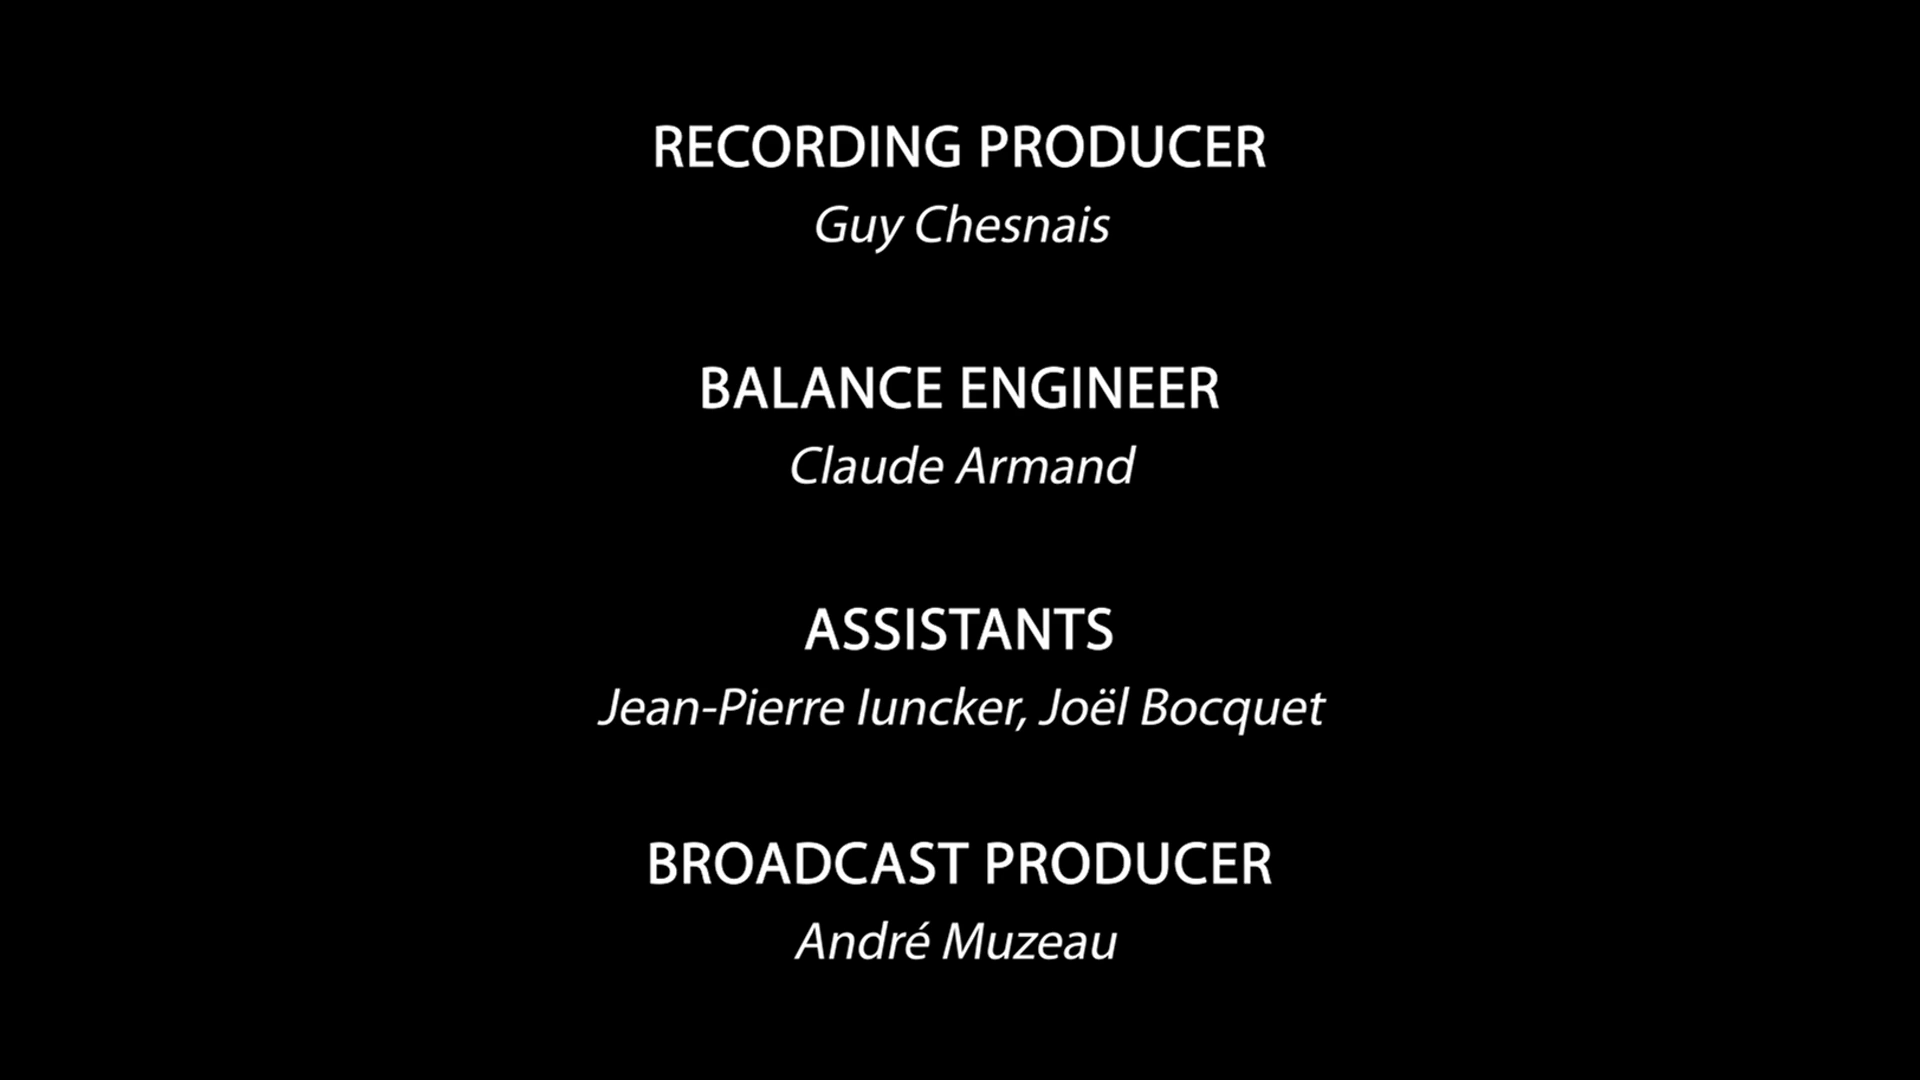 RECORDING PRODUCER
Guy Chesnais
BALANCE ENGINEER
Claude Armand
ASSISTANTS
Jean-Pierre Iuncker, Joël Bocquet
BROADCAST PRODUCER
André Muzeau